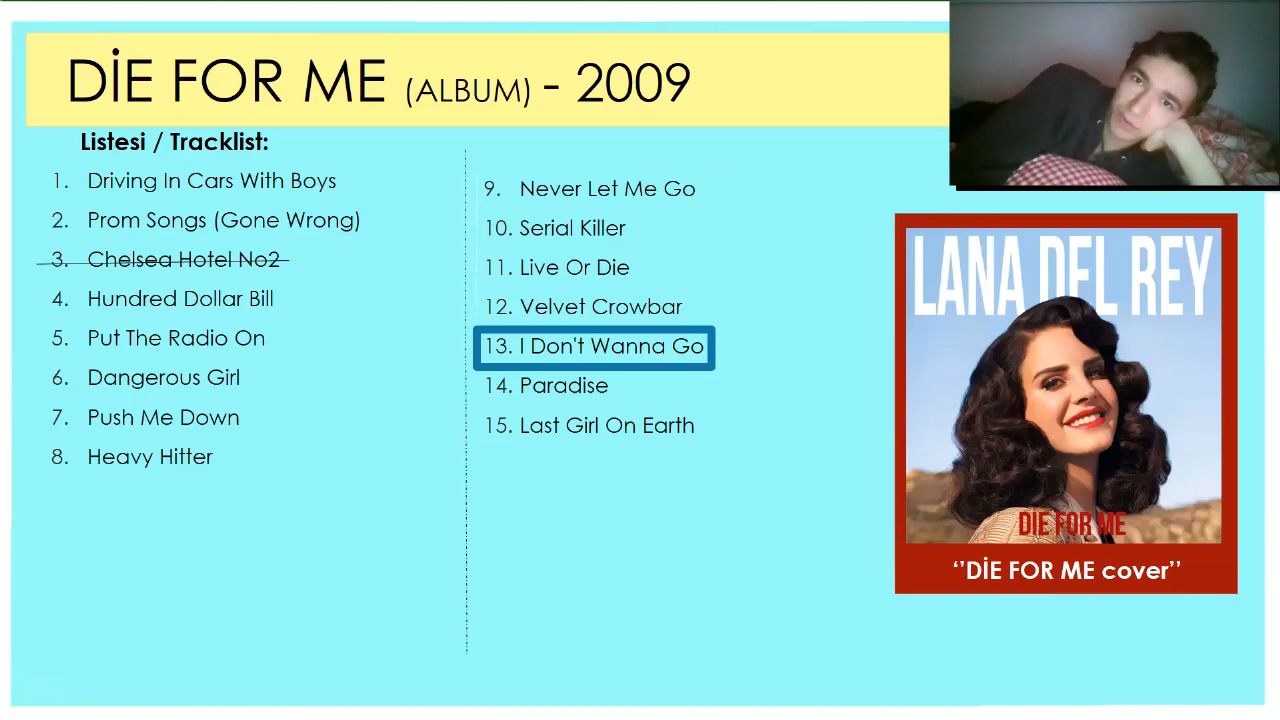 DİE FOR ME (ALBUM) - 2009
Listesi / Tracklist:
1. Driving In Cars With Boys
2. Prom Songs (Gone Wrong)
3. Chelsea Hotel No2
4. Hundred Dollar Bill
5. Put The Radio On
6. Dangerous Girl
7. Push Me Down
8. Heavy Hitter
9. Never Let Me Go
10. Serial Killer
11. Live Or Die
12. Velvet Crowbar
13. I Don't Wanna Go
14. Paradise
15. Last Girl On Earth
LANA DEL REY
DIE FOR ME
‘’DİE FOR ME cover’’